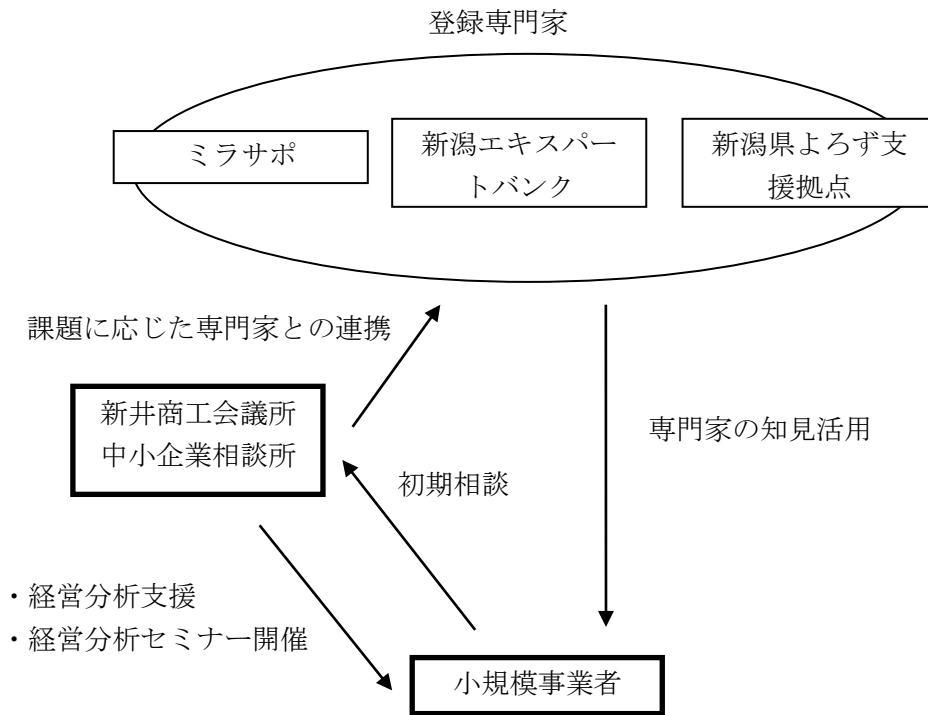 登録専門家
ミラサポ
新潟エキスパー
トバンク
新潟県よろず支
援拠点
課題に応じた専門家との連携
新井商工会議所
中小企業相談所
専門家の知見活用
初期相談
・経営分析支援
・経営分析セミナー開催
小規模事業者